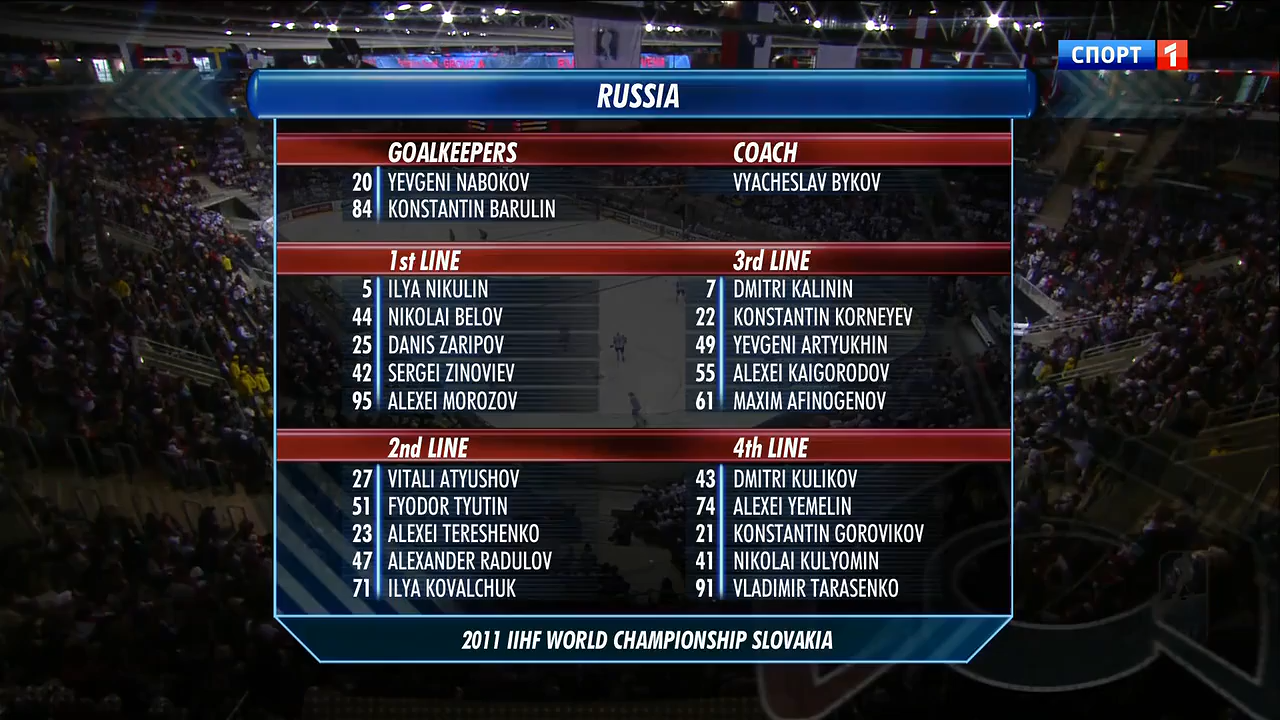 СПОРТ 1
RUSSIA
GOALKEEPERS
20 YEVGENI NABOKOV
84 KONSTANTIN BARULIN
COACH
VYACHESLAV BYKOV
1st LINE
5 ILYA NIKULIN
44 NIKOLAI BELOV
25 DANIS ZARIPOV
42 SERGEI ZINOVIEV
95 ALEXEI MOROZOV
3rd LINE
7 DMITRI KALININ
22 KONSTANTIN KORNEYEV
49 YEVGENI ARTYUKHIN
55 ALEXEI KAIGORODOV
61 MAXIM AFINOGENOV
2nd LINE
27 VITALI ATYUSHOV
51 FYODOR TYUTIN
23 ALEXEI TERESHENKO
47 ALEXANDER RADULOV
71 ILYA KOVALCHUK
4th LINE
43 DMITRI KULIKOV
74 ALEXEI YEMELIN
21 KONSTANTIN GOROVIKOV
41 NIKOLAI KULYOMIN
91 VLADIMIR TARASENKO
2011 IIHF WORLD CHAMPIONSHIP SLOVAKIA